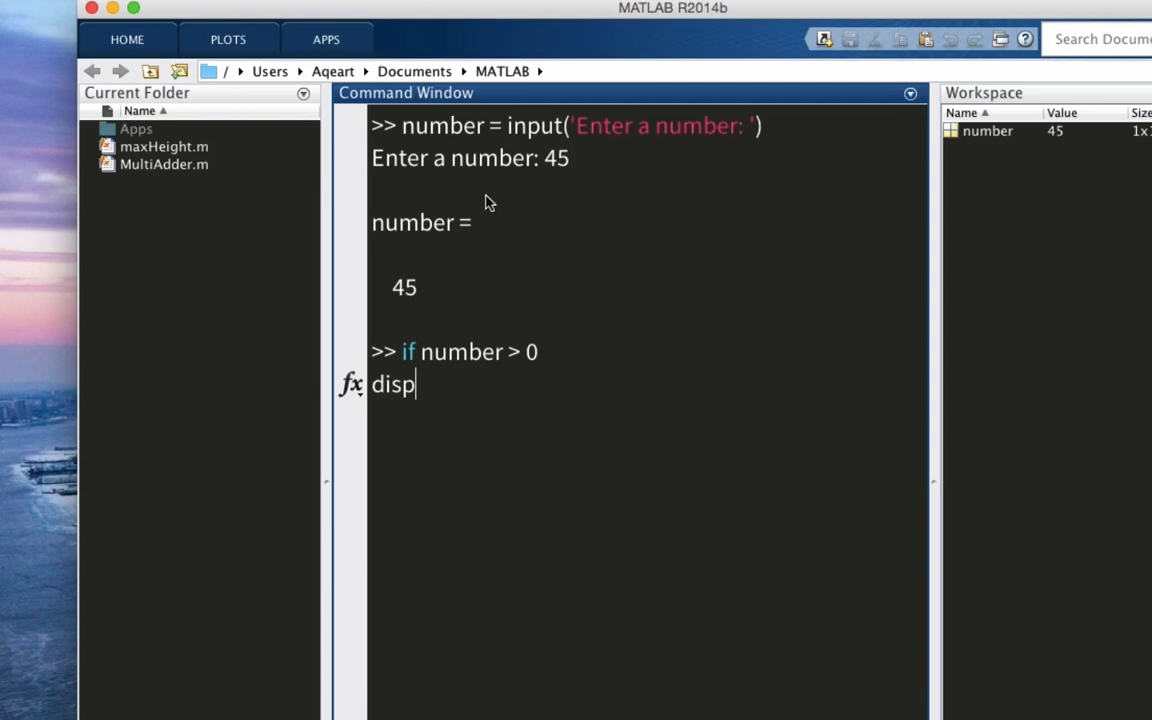 MATLAB R2014b
HOME PLOTS APPS
Search
/ Users Aqeart Documents MATLAB
Current Folder Command Window Workspace
Name
Name Value Size
Apps
maxHeight.m
MultiAdder.m
number 45
>> number = input('Enter a number: ')
Enter a number: 45
number =
45
>> if number > 0
fx disp